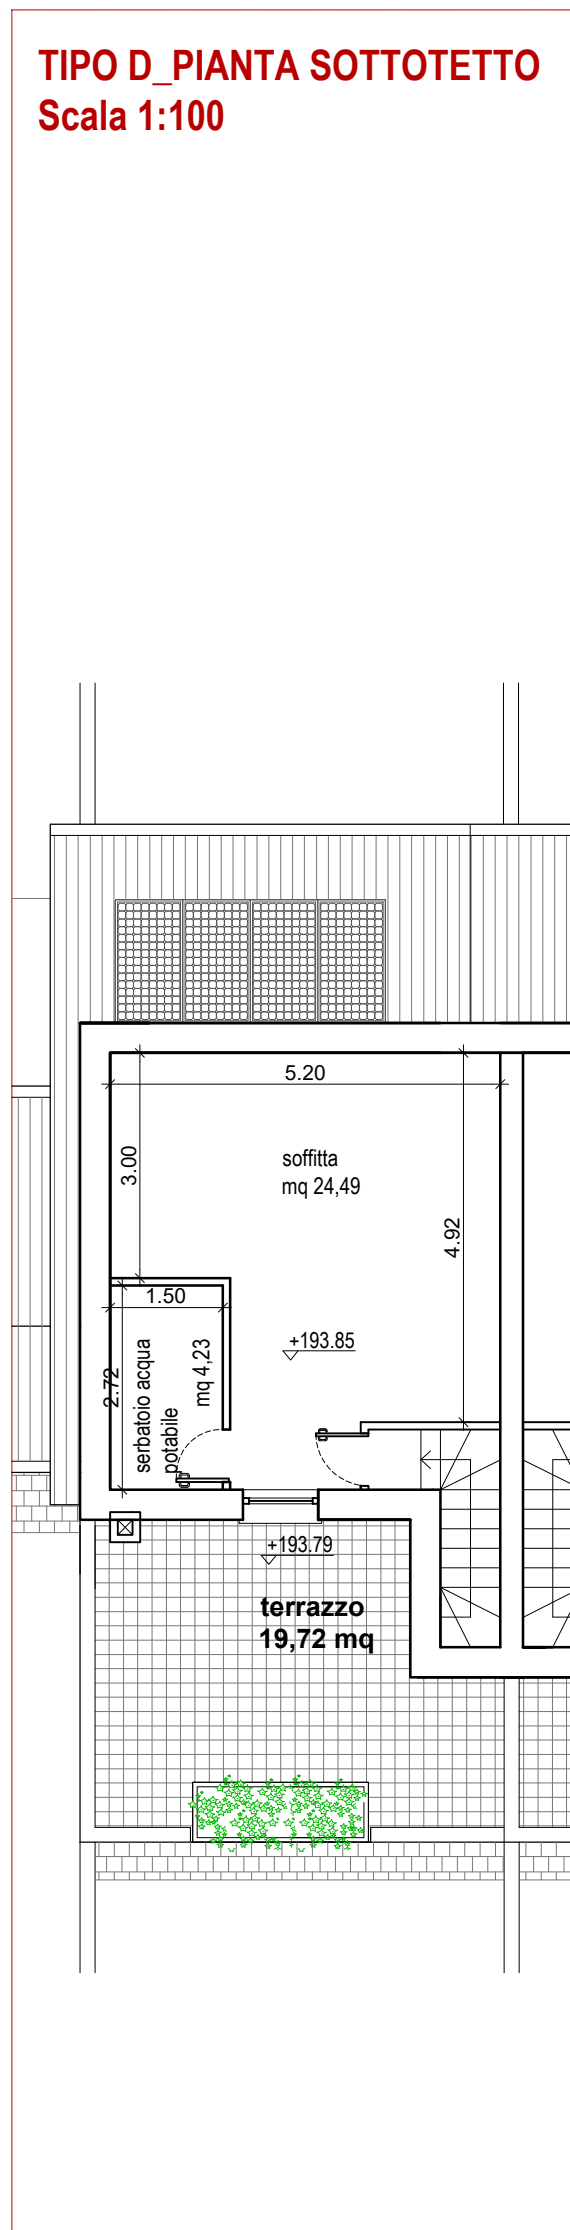 TIPO D_PIANTA SOTTOTETTO
Scala 1:100
5.20
3.00
soffitta
mq 24,49
4.92
1.50
2.72
serbatoio acqua
potabile
mq 4,23
+193.85
+193.79
terrazzo
19,72 mq